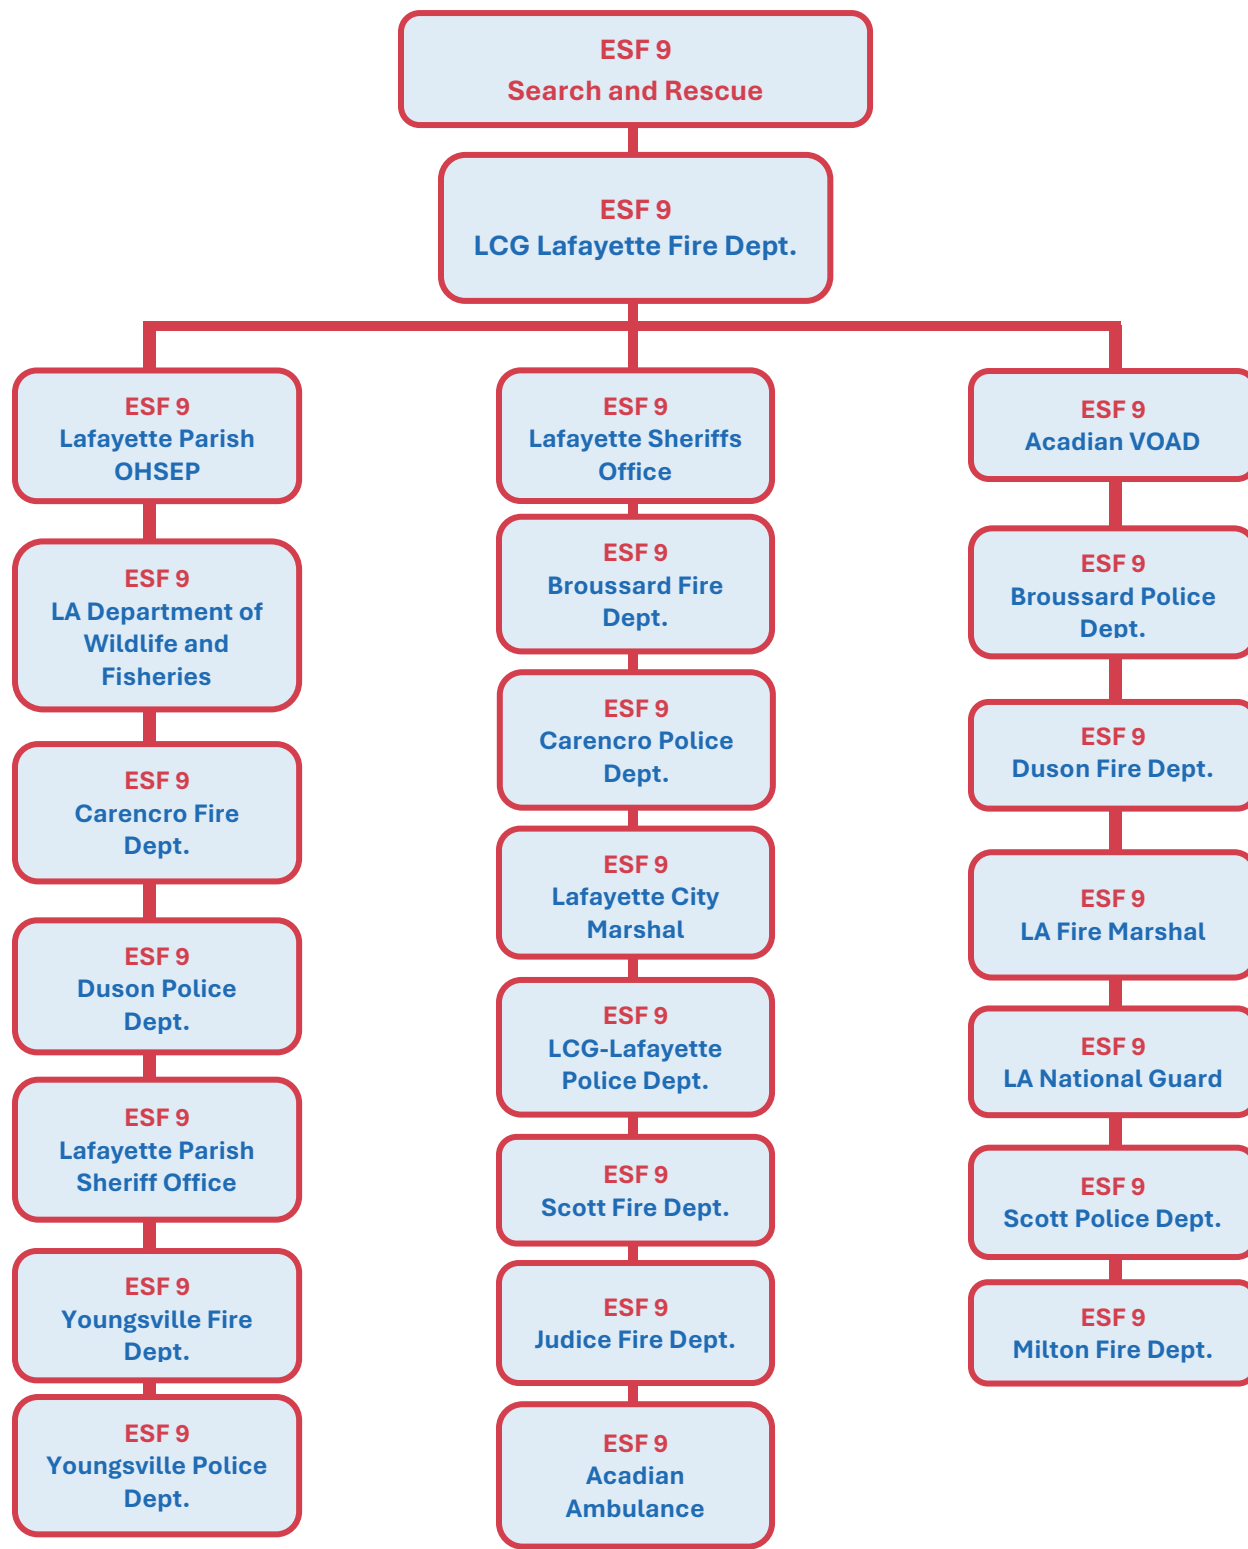 ESF 9
Search and Rescue
ESF 9
LCG Lafayette Fire Dept.
ESF 9
Lafayette Parish
OHSEP
ESF 9
LA Department of
Wildlife and
Fisheries
ESF 9
Carencro Fire
Dept.
ESF 9
Duson Police
Dept.
ESF 9
Lafayette Parish
Sheriff Office
ESF 9
Youngsville Fire
Dept.
ESF 9
Youngsville Police
Dept.
ESF 9
Lafayette Sheriffs
Office
ESF 9
Broussard Fire
Dept.
ESF 9
Carencro Police
Dept.
ESF 9
Lafayette City
Marshal
ESF 9
LCG-Lafayette
Police Dept.
ESF 9
Scott Fire Dept.
ESF 9
Judice Fire Dept.
ESF 9
Acadian
Ambulance
ESF 9
Acadian VOAD
ESF 9
Broussard Police
Dept.
ESF 9
Duson Fire Dept.
ESF 9
LA Fire Marshal
ESF 9
LA National Guard
ESF 9
Scott Police Dept.
ESF 9
Milton Fire Dept.